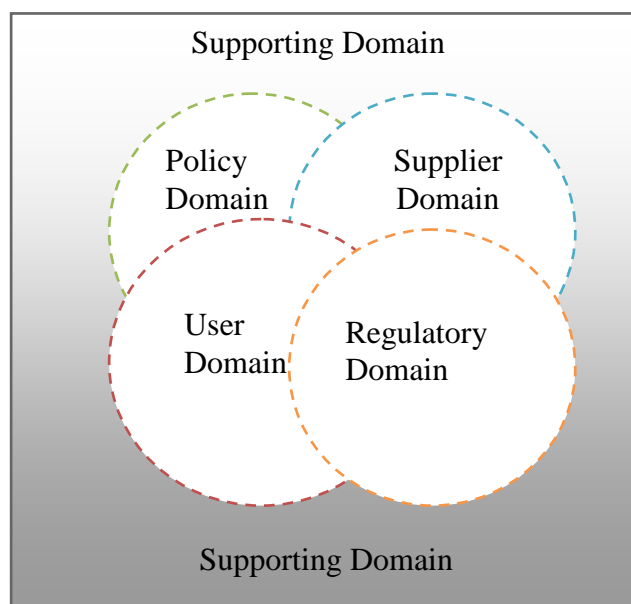 Supporting Domain
Policy
Domain
Supplier
Domain
User
Domain
Regulatory
Domain
Supporting Domain